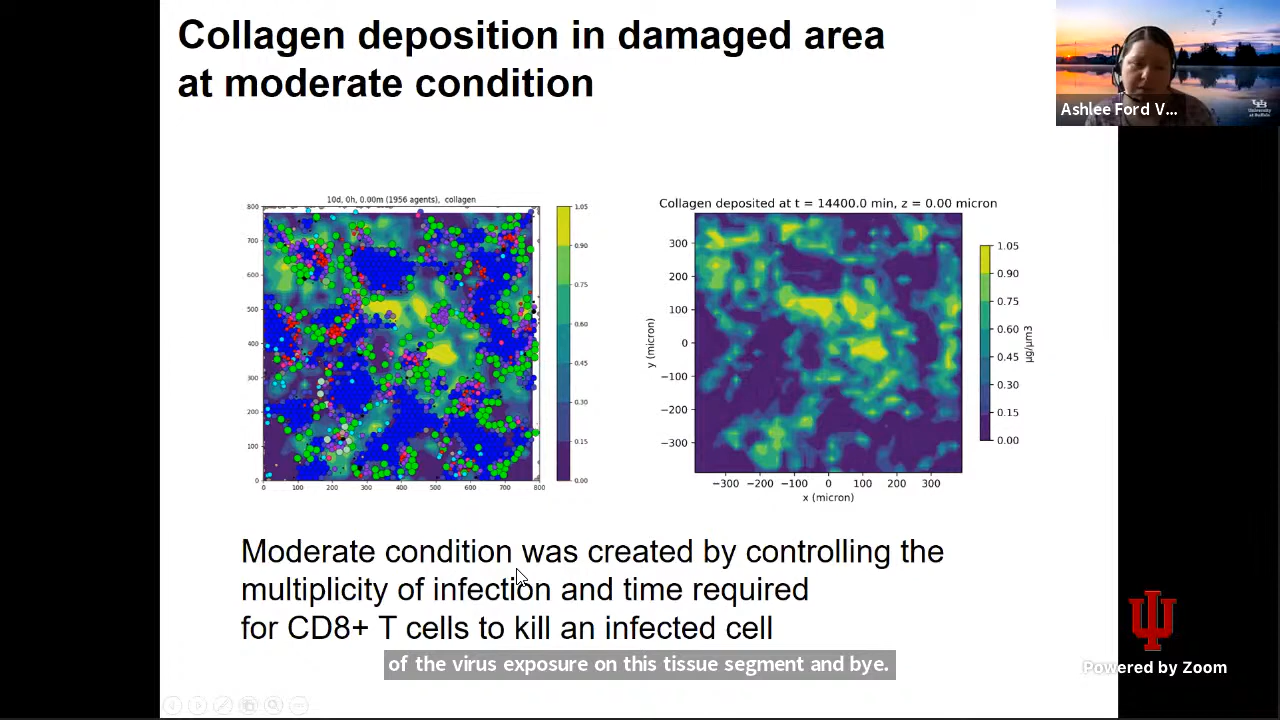 Collagen deposition in damaged area
at moderate condition
Ashlee Ford V...
University
at Buffalo
10d, 0h, 0.00m (1956 agents), collagen
800
700
600
500
400
300
200
100
0
0 100 200 300 400 500 600 700 800
1.05
0.90
0.75
0.60
0.45
0.30
0.15
0.00
Collagen deposited at t = 14400.0 min, z = 0.00 micron
y (micron)
300
200
100
0
−100
−200
−300
−300 −200 −100 0 100 200 300
x (micron)
1.05
0.90
0.75
0.60
0.45
0.30
0.15
0.00
μg/μm3
Moderate condition was created by controlling the
multiplicity of infection and time required
for CD8+ T cells to kill an infected cell
of the virus exposure on this tissue segment and bye.
Powered by Zoom